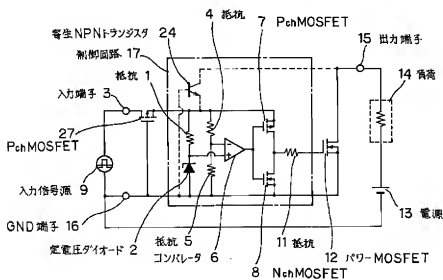 寄生NPNトランジスタ
24
4 抵抗
7 PchMOSFET
制御回路 17
15 出力端子
14 負荷
抵抗 1
入力端子 3
27
PchMOSFET
9
入力信号源
GND端子 16
13 電源
2
定電圧ダイオード
5
抵抗
コンパレータ 6
8
NchMOSFET
11 抵抗
12 パワーMOSFET